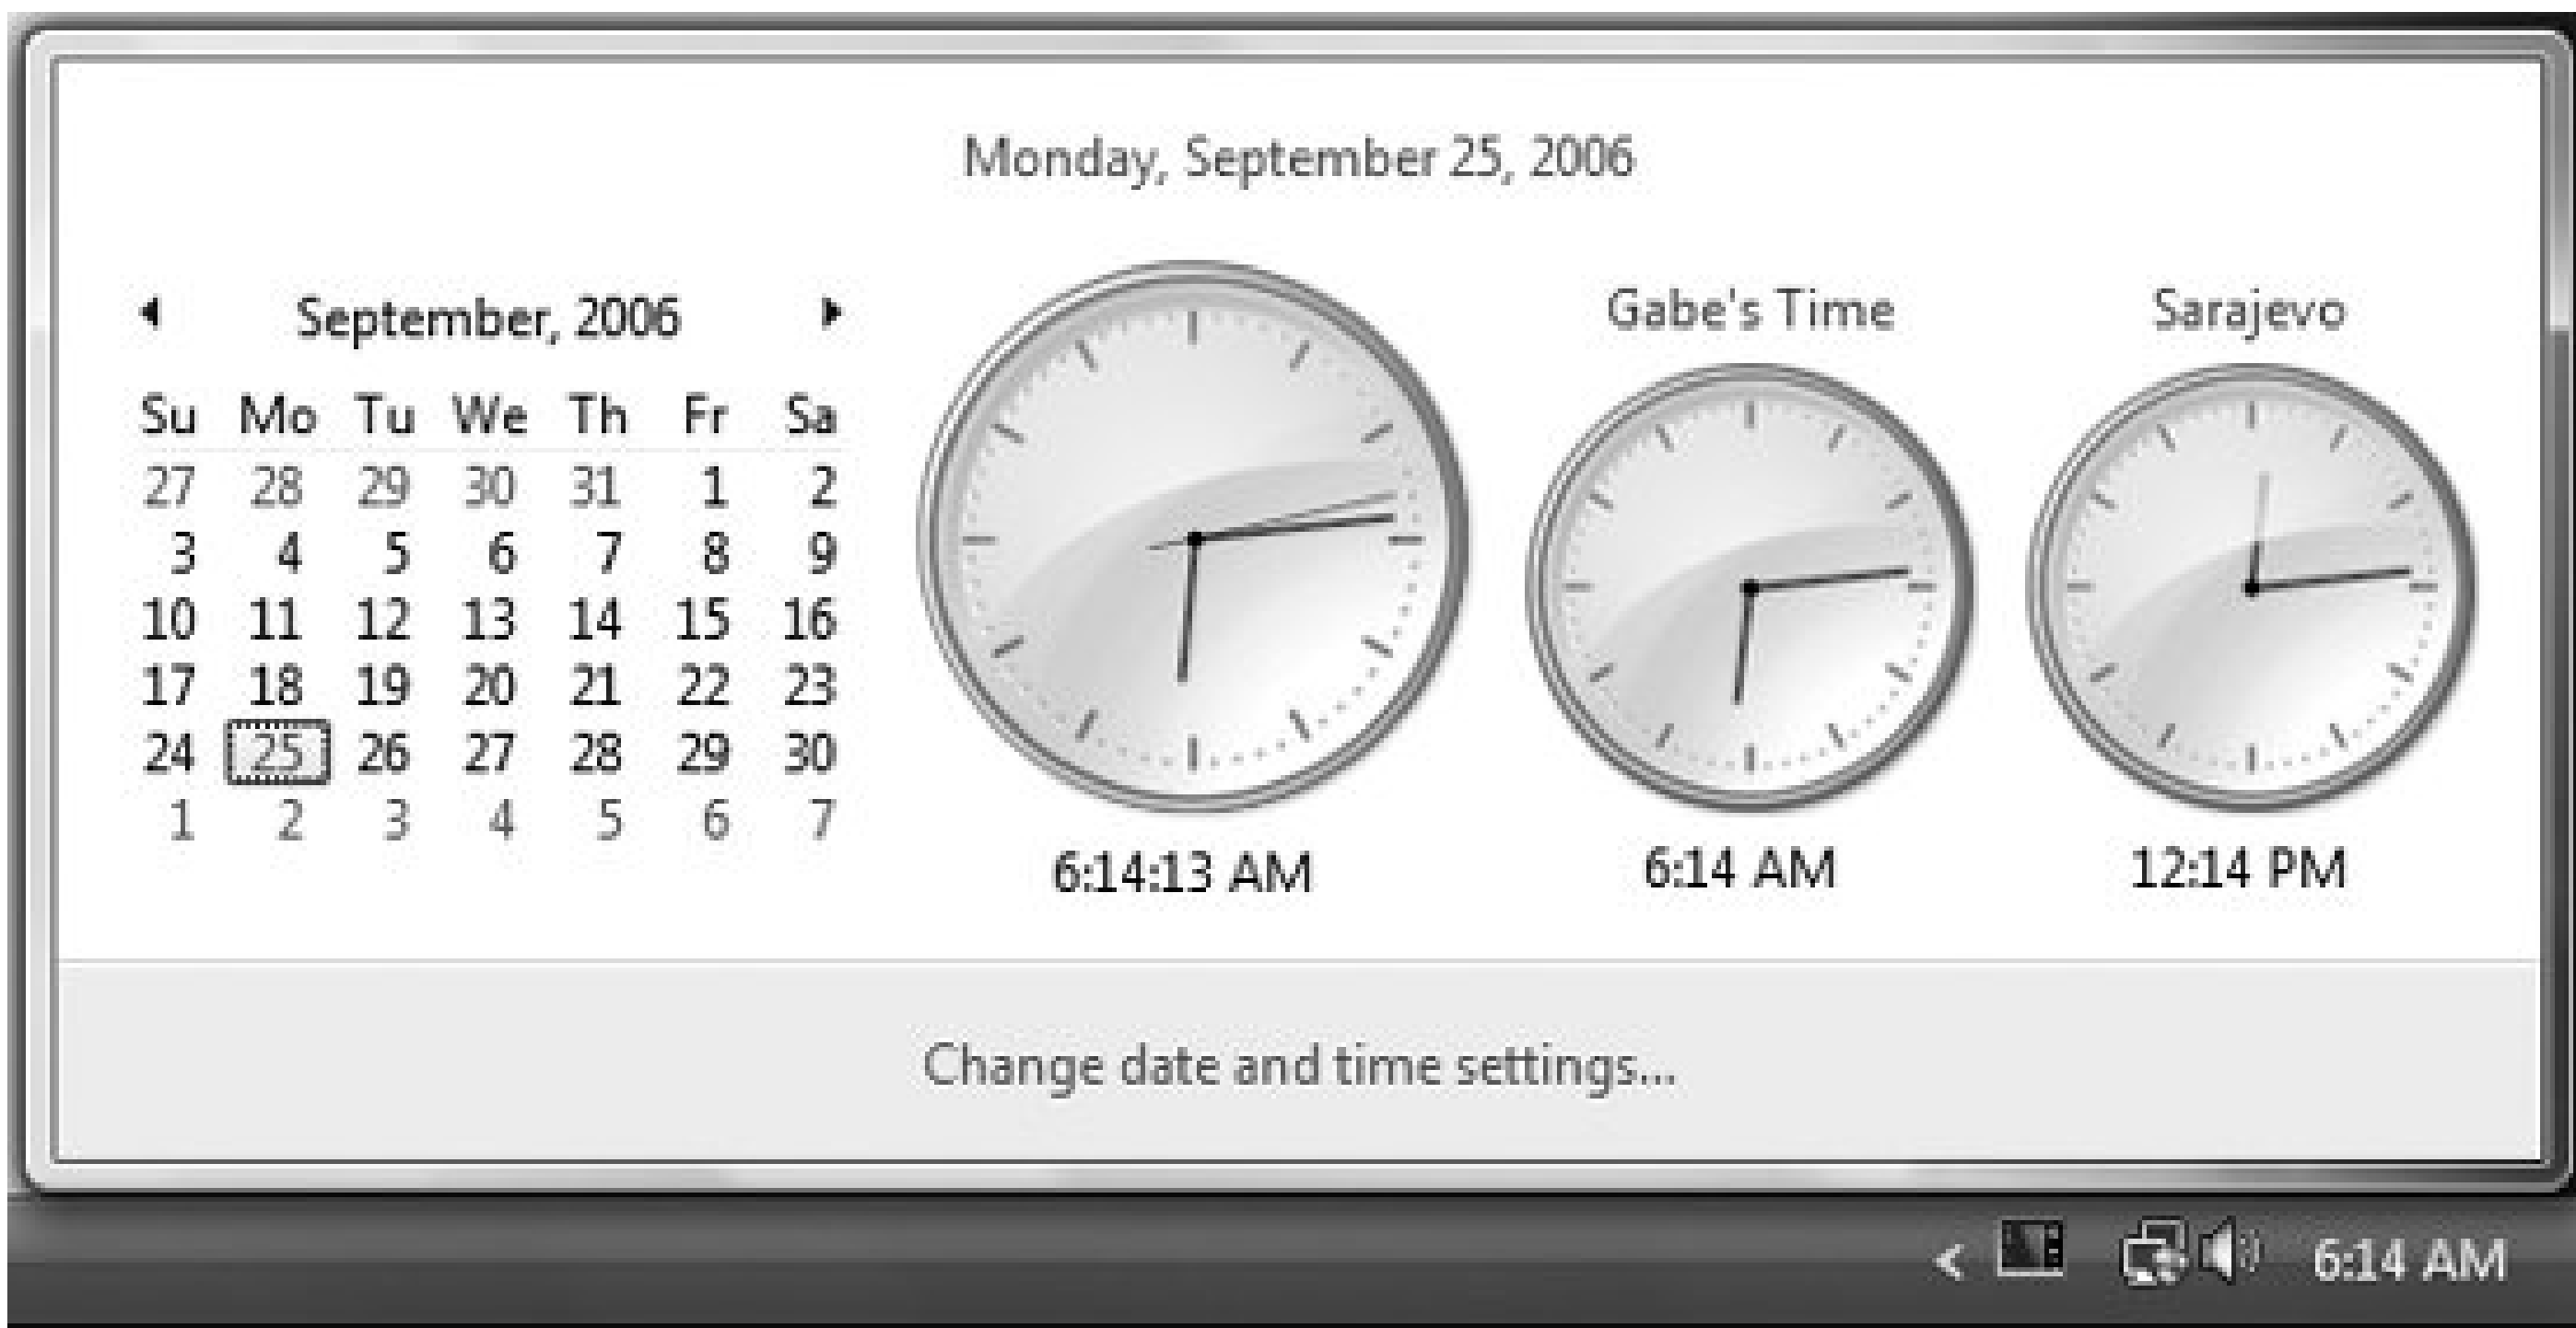 Monday, September 25, 2006
September, 2006
Su Mo Tu We Th Fr Sa
27 28 29 30 31 1 2
3 4 5 6 7 8 9
10 11 12 13 14 15 16
17 18 19 20 21 22 23
24 25 26 27 28 29 30
1 2 3 4 5 6 7
6:14:13 AM
Gabe's Time
6:14 AM
Sarajevo
12:14 PM
Change date and time settings...
< 6:14 AM